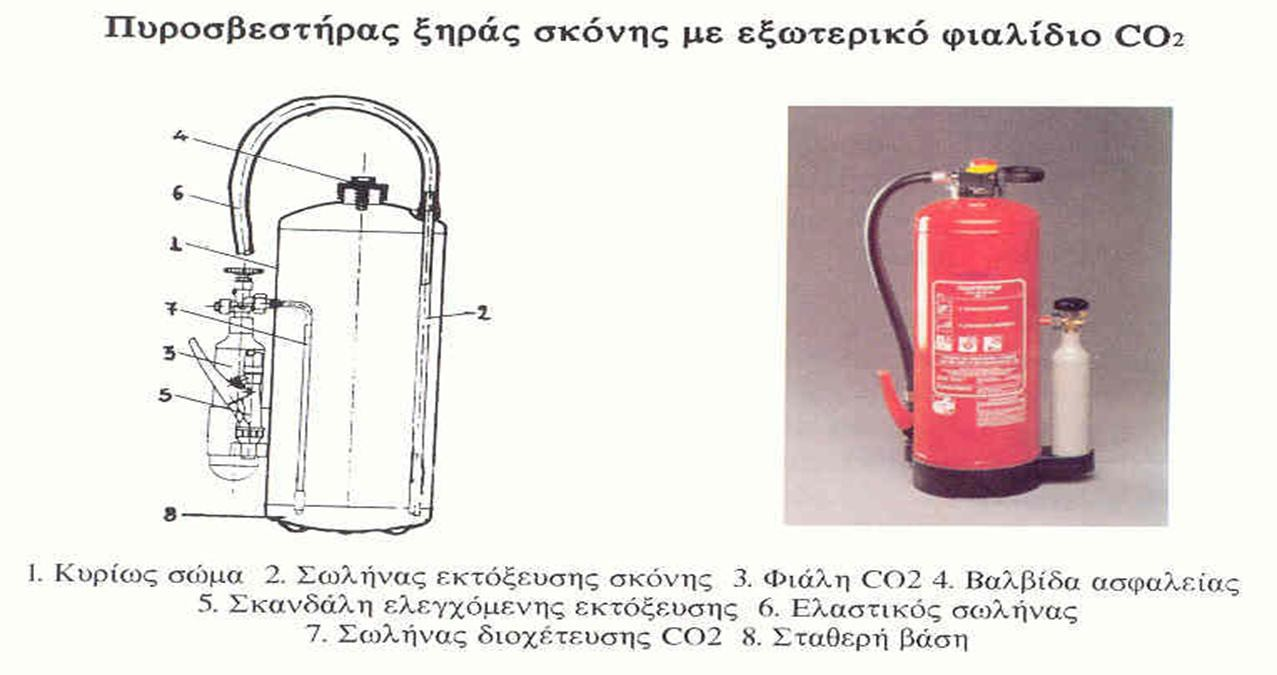 Πυροσβεστήρας ξηράς σκόνης με εξωτερικό φιαλίδιο CO2
4
6
1
7
2
3
5
8
1. Κυρίως σώμα 2. Σωλήνας εκτόξευσης σκόνης 3. Φιάλη CO2 4. Βαλβίδα ασφαλείας
5. Σκανδάλη ελεγχόμενης εκτόξευσης 6. Ελαστικός σωλήνας
7. Σωλήνας διοχέτευσης CO2 8. Σταθερή βάση